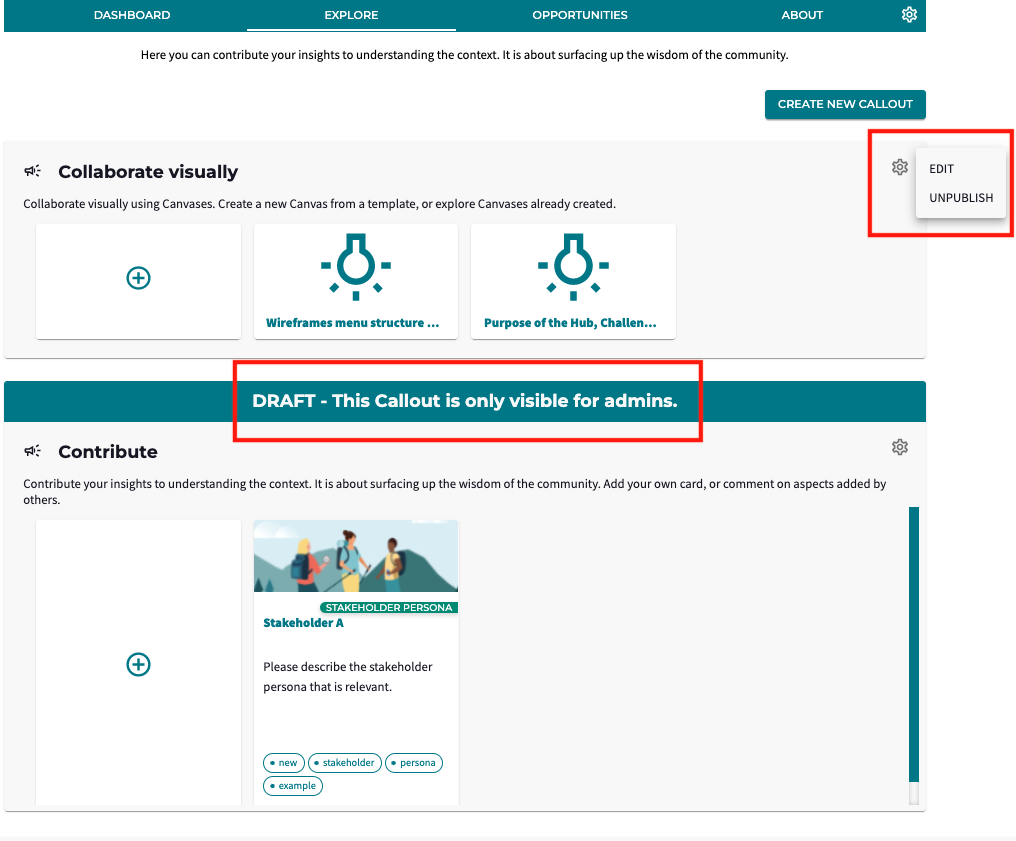 DASHBOARD EXPLORE OPPORTUNITIES ABOUT
Here you can contribute your insights to understanding the context. It is about surfacing up the wisdom of the community.
CREATE NEW CALLOUT
Collaborate visually
EDIT
UNPUBLISH
Collaborate visually using Canvases. Create a new Canvas from a template, or explore Canvases already created.
Wireframes menu structure ...
Purpose of the Hub, Challen...
DRAFT - This Callout is only visible for admins.
Contribute
Contribute your insights to understanding the context. It is about surfacing up the wisdom of the community. Add your own card, or comment on aspects added by
others.
STAKEHOLDER PERSONA
Stakeholder A
Please describe the stakeholder
persona that is relevant.
new stakeholder persona
example